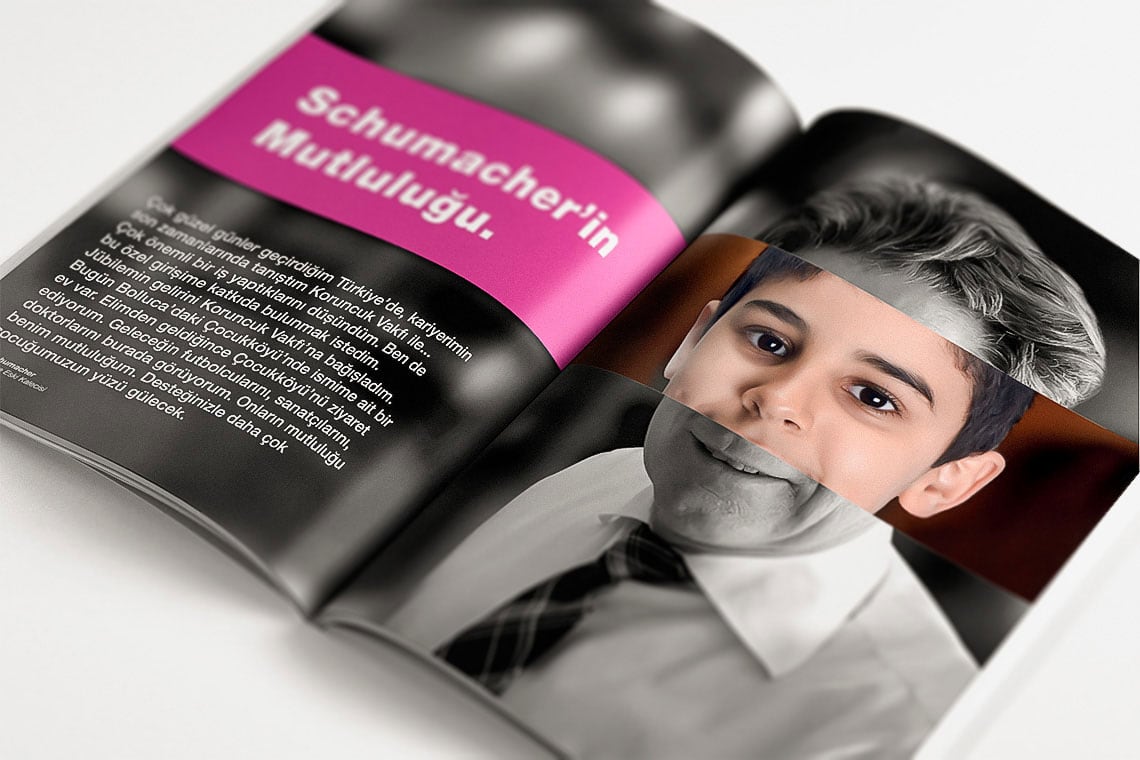 Schumacher'in
Mutluluğu.
Çok güzel günler geçirdiğim Türkiye'de, kariyerimin
son zamanlarında tanıştım Koruncuk Vakfı ile...
Çok önemli bir iş yaptıklarını düşündüm. Ben de
bu özel girişime katkıda bulunmak istedim.
Jübilemin gelirini Koruncuk Vakfı'na bağışladım.
Bugün Bolluca'daki Çocukköyü'nde ismime ait bir
ev var. Elimden geldiğince Çocukköyü'nü ziyaret
ediyorum. Geleceğin futbolcularını, sanatçılarını,
doktorlarını burada görüyorum. Onların mutluluğu
benim mutluluğum. Desteğinizle daha çok
ocuğumuzun yüzü gülecek.
humacher
Eski Kalecisi